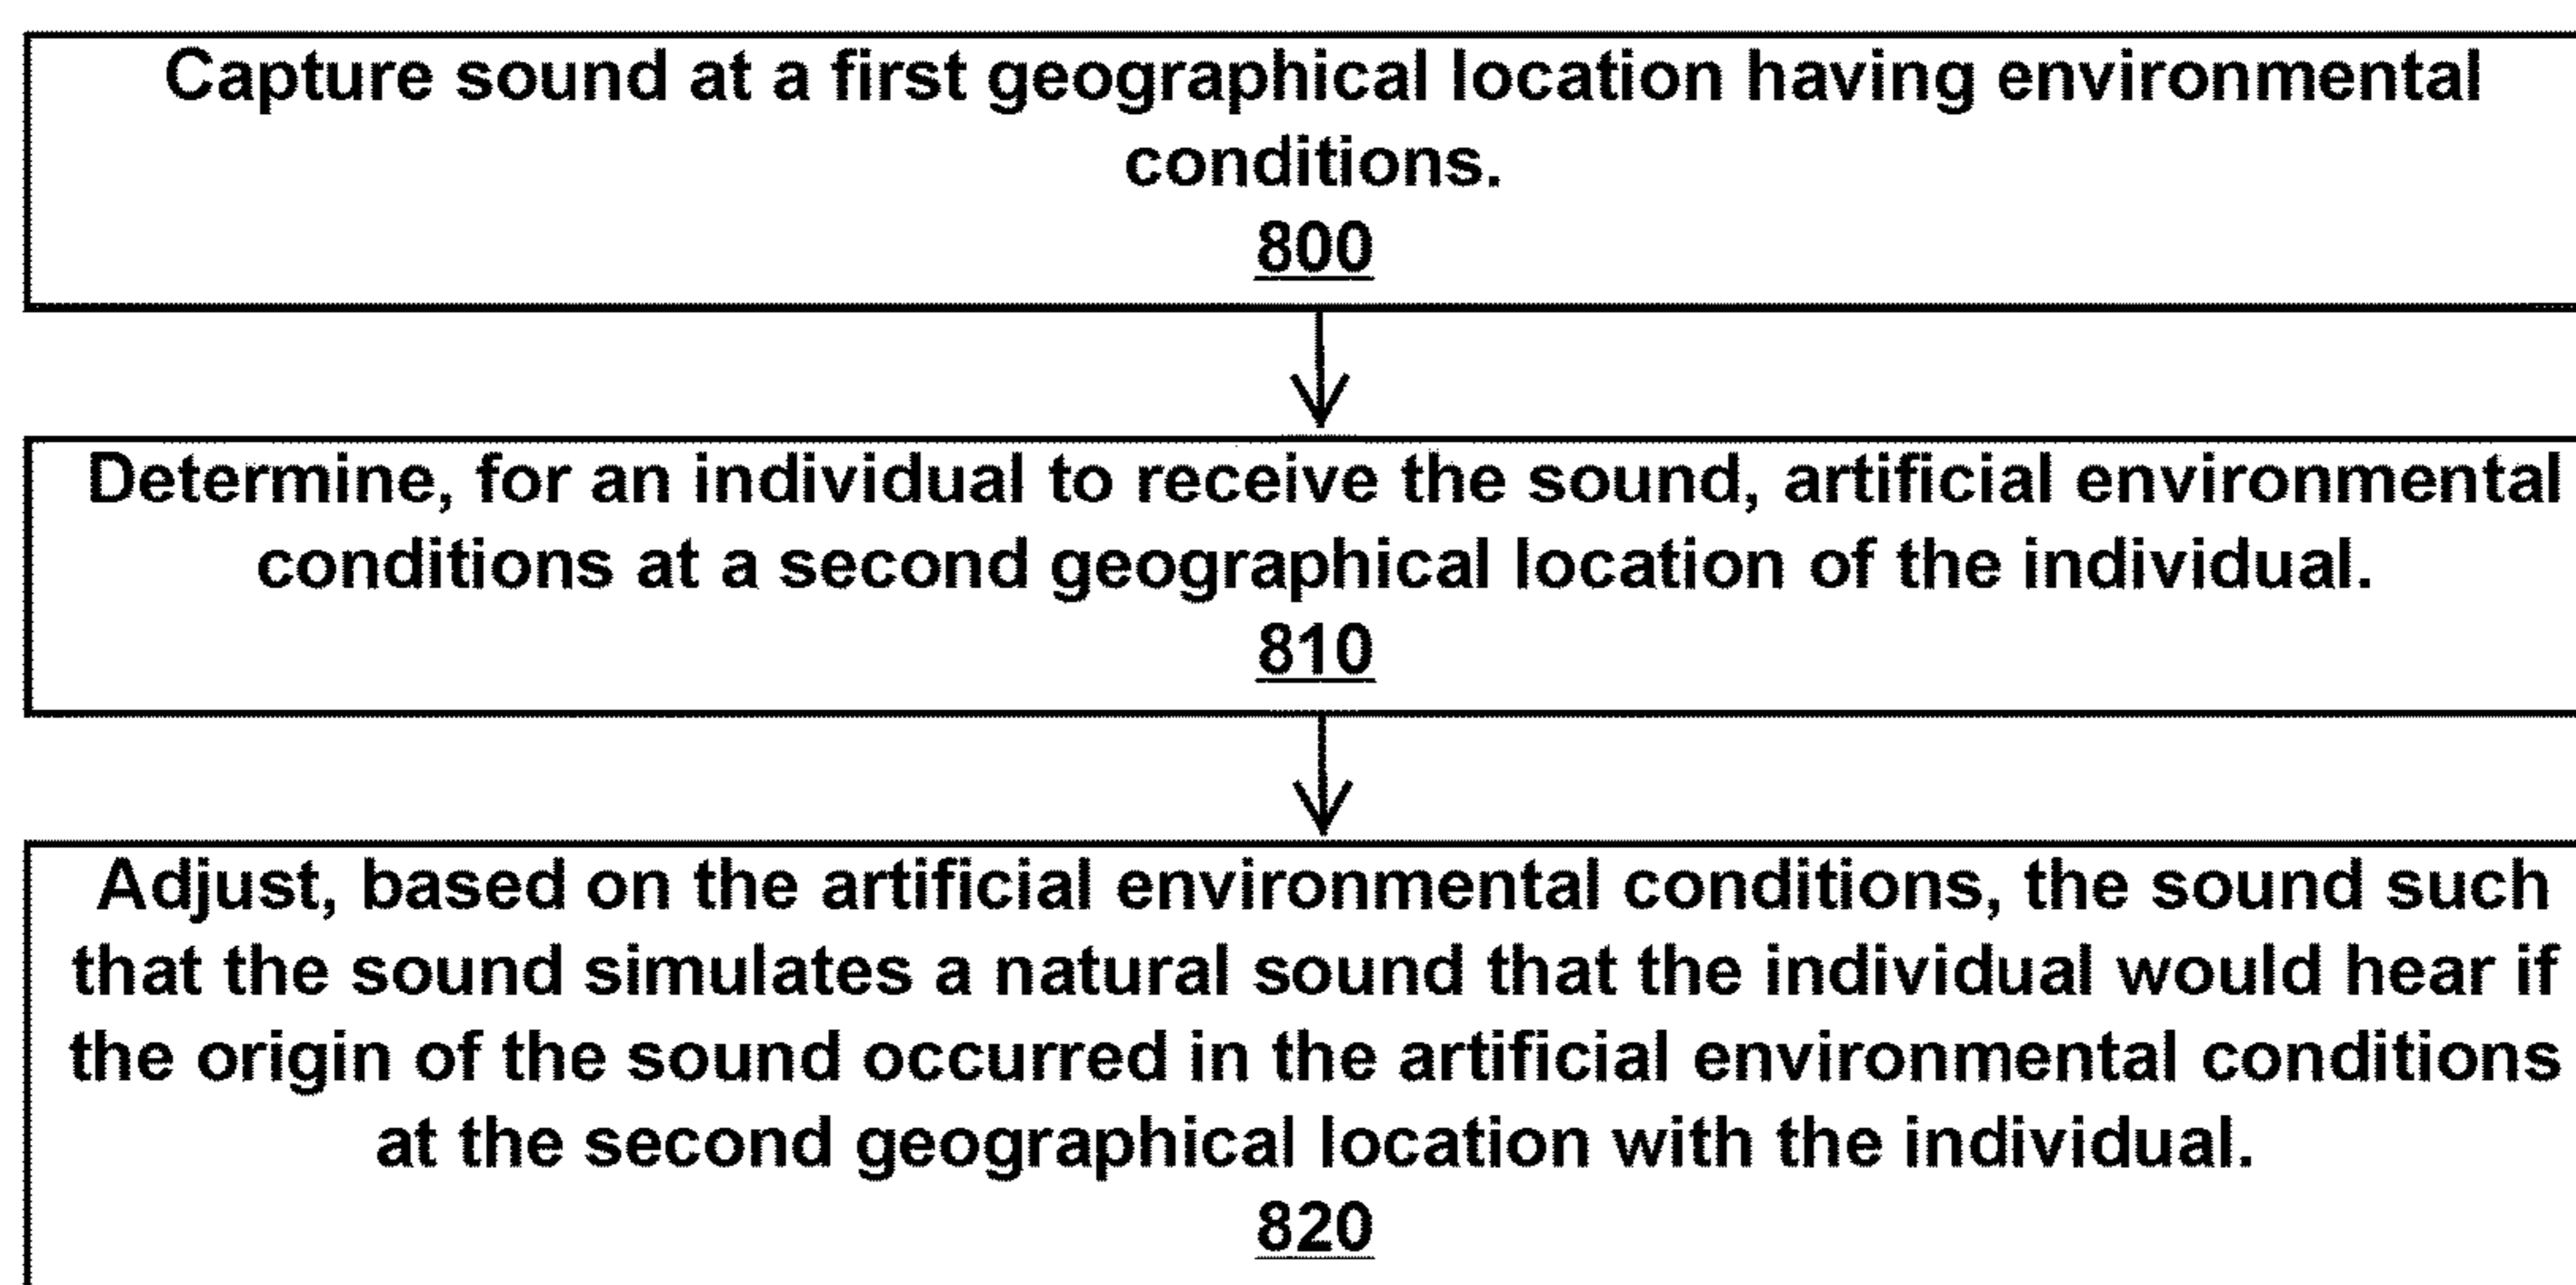 Capture sound at a first geographical location having environmental
conditions.
800
Determine, for an individual to receive the sound, artificial environmental
conditions at a second geographical location of the individual.
810
Adjust, based on the artificial environmental conditions, the sound such
that the sound simulates a natural sound that the individual would hear if
the origin of the sound occurred in the artificial environmental conditions
at the second geographical location with the individual.
820